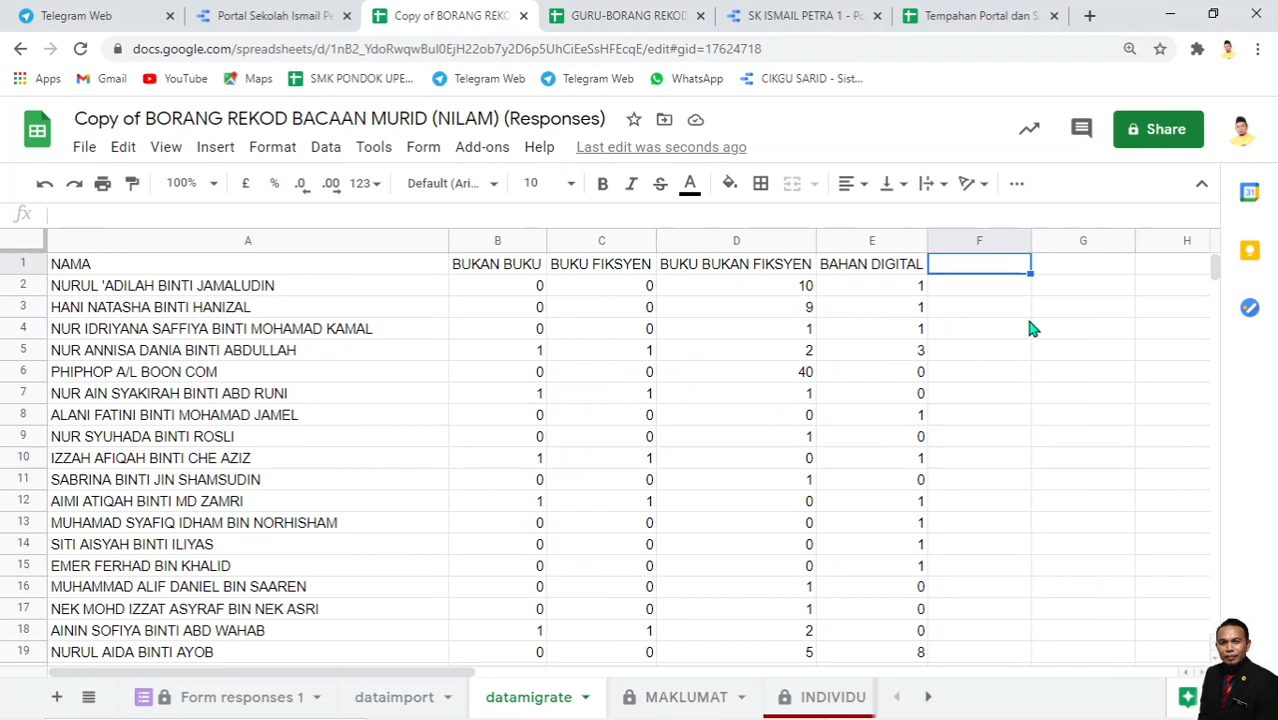 Telegram Web
Portal Sekolah Ismail Pe
Copy of BORANG REKO
GURU-BORANG REKOD
SK ISMAIL PETRA 1 - Po
Tempahan Portal dan S
docs.google.com/spreadsheets/d/1nB2_YdoRwqwBuI0EjH22ob7y2D6p5UhCiEeSsHFEcqE/edit#gid=17624718
Apps
Gmail
YouTube
Maps
SMK PONDOK UPE...
Telegram Web
Telegram Web
WhatsApp
CIKGU SARID - Sist...
Copy of BORANG REKOD BACAAN MURID (NILAM) (Responses)
Share
File Edit View Insert Format Data Tools Form Add-ons Help Last edit was seconds ago
100% £ % .0 .00 123 Default (Ari... 10 B I S A
fx
A B C D E F G H
1 NAMA BUKAN BUKU BUKU FIKSYEN BUKU BUKAN FIKSYEN BAHAN DIGITAL
2 NURUL 'ADILAH BINTI JAMALUDIN 0 0 10 1
3 HANI NATASHA BINTI HANIZAL 0 0 9 1
4 NUR IDRIYANA SAFFIYA BINTI MOHAMAD KAMAL 0 0 1 1
5 NUR ANNISA DANIA BINTI ABDULLAH 1 1 2 3
6 PHIPHOP A/L BOON COM 0 0 40 0
7 NUR AIN SYAKIRAH BINTI ABD RUNI 1 1 1 0
8 ALANI FATINI BINTI MOHAMAD JAMEL 0 0 0 1
9 NUR SYUHADA BINTI ROSLI 0 0 1 0
10 IZZAH AFIQAH BINTI CHE AZIZ 1 1 0 1
11 SABRINA BINTI JIN SHAMSUDIN 0 0 1 0
12 AIMI ATIQAH BINTI MD ZAMRI 1 1 0 1
13 MUHAMAD SYAFIQ IDHAM BIN NORHISHAM 0 0 0 1
14 SITI AISYAH BINTI ILIYAS 0 0 0 1
15 EMER FERHAD BIN KHALID 0 0 0 1
16 MUHAMMAD ALIF DANIEL BIN SAAREN 0 0 1 0
17 NEK MOHD IZZAT ASYRAF BIN NEK ASRI 0 0 1 0
18 AININ SOFIYA BINTI ABD WAHAB 1 1 2 0
19 NURUL AIDA BINTI AYOB 0 0 5 8
Form responses 1 dataimport datamigrate MAKLUMAT INDIVIDU
31